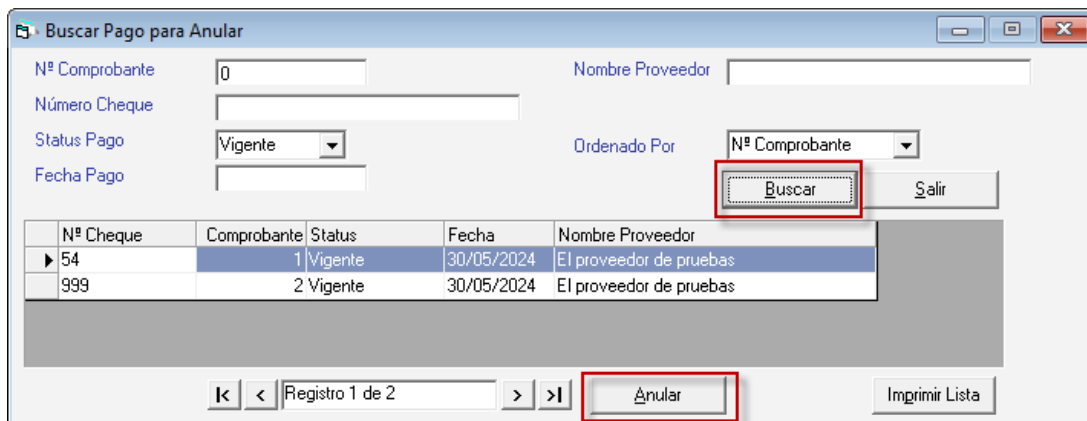 Buscar Pago para Anular
Nº Comprobante 0 Nombre Proveedor
Número Cheque
Status Pago Vigente Ordenado Por Nº Comprobante
Fecha Pago
Buscar Salir
Nº Cheque Comprobante Status Fecha Nombre Proveedor
54 1 Vigente 30/05/2024 El proveedor de pruebas
999 2 Vigente 30/05/2024 El proveedor de pruebas
Registro 1 de 2 Anular Imprimir Lista